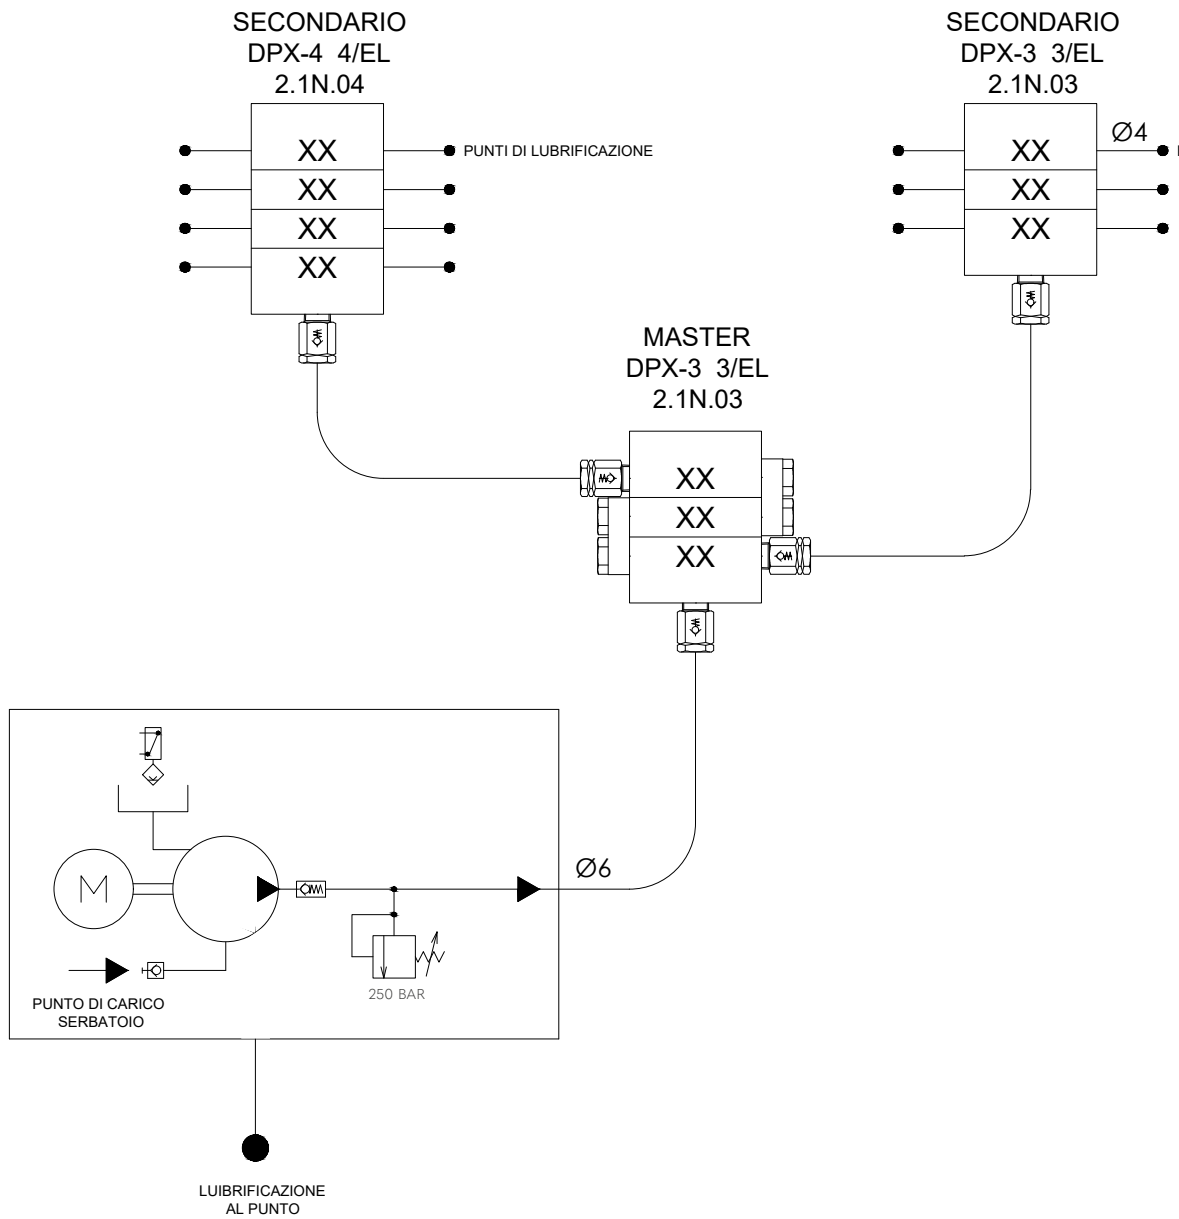 SECONDARIO
DPX-4 4/EL
2.1N.04
XX
XX
XX
XX
PUNTI DI LUBRIFICAZIONE
SECONDARIO
DPX-3 3/EL
2.1N.03
XX
XX
XX
Ø4
MASTER
DPX-3 3/EL
2.1N.03
XX
XX
XX
M
Ø6
250 BAR
PUNTO DI CARICO
SERBATOIO
LUIBRIFICAZIONE
AL PUNTO